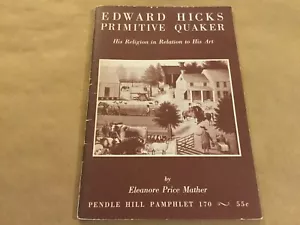 EDWARD HICKS
PRIMITIVE QUAKER
His Religion in Relation to His Art
by
Eleanore Price Mather
PENDLE HILL PAMPHLET 170 55c